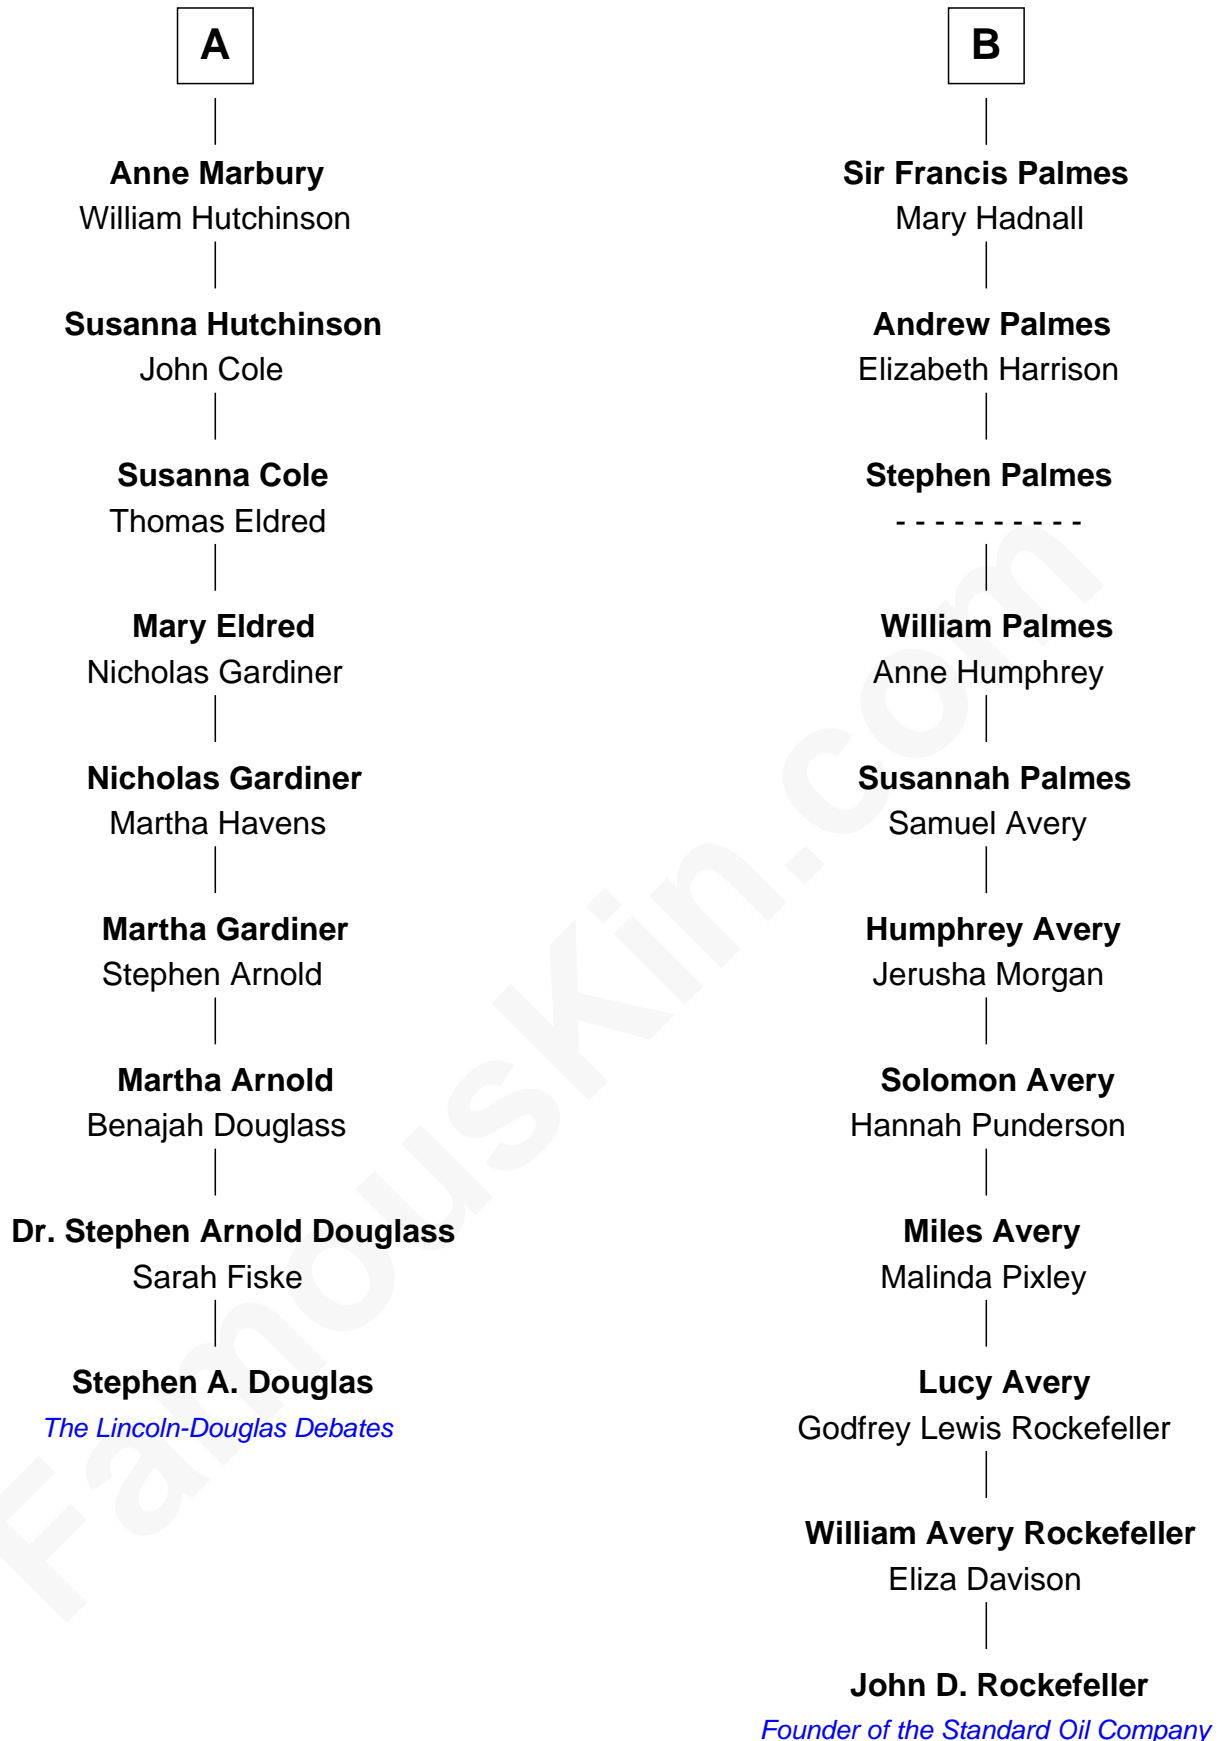 A
Anne Marbury
William Hutchinson
Susanna Hutchinson
John Cole
Susanna Cole
Thomas Eldred
Mary Eldred
Nicholas Gardiner
Nicholas Gardiner
Martha Havens
Martha Gardiner
Stephen Arnold
Martha Arnold
Benajah Douglass
Dr. Stephen Arnold Douglass
Sarah Fiske
Stephen A. Douglas
The Lincoln-Douglas Debates
B
Sir Francis Palmes
Mary Hadnall
Andrew Palmes
Elizabeth Harrison
Stephen Palmes
- - - - - - - - - -
William Palmes
Anne Humphrey
Susannah Palmes
Samuel Avery
Humphrey Avery
Jerusha Morgan
Solomon Avery
Hannah Punderson
Miles Avery
Malinda Pixley
Lucy Avery
Godfrey Lewis Rockefeller
William Avery Rockefeller
Eliza Davison
John D. Rockefeller
Founder of the Standard Oil Company
FamousKin.com